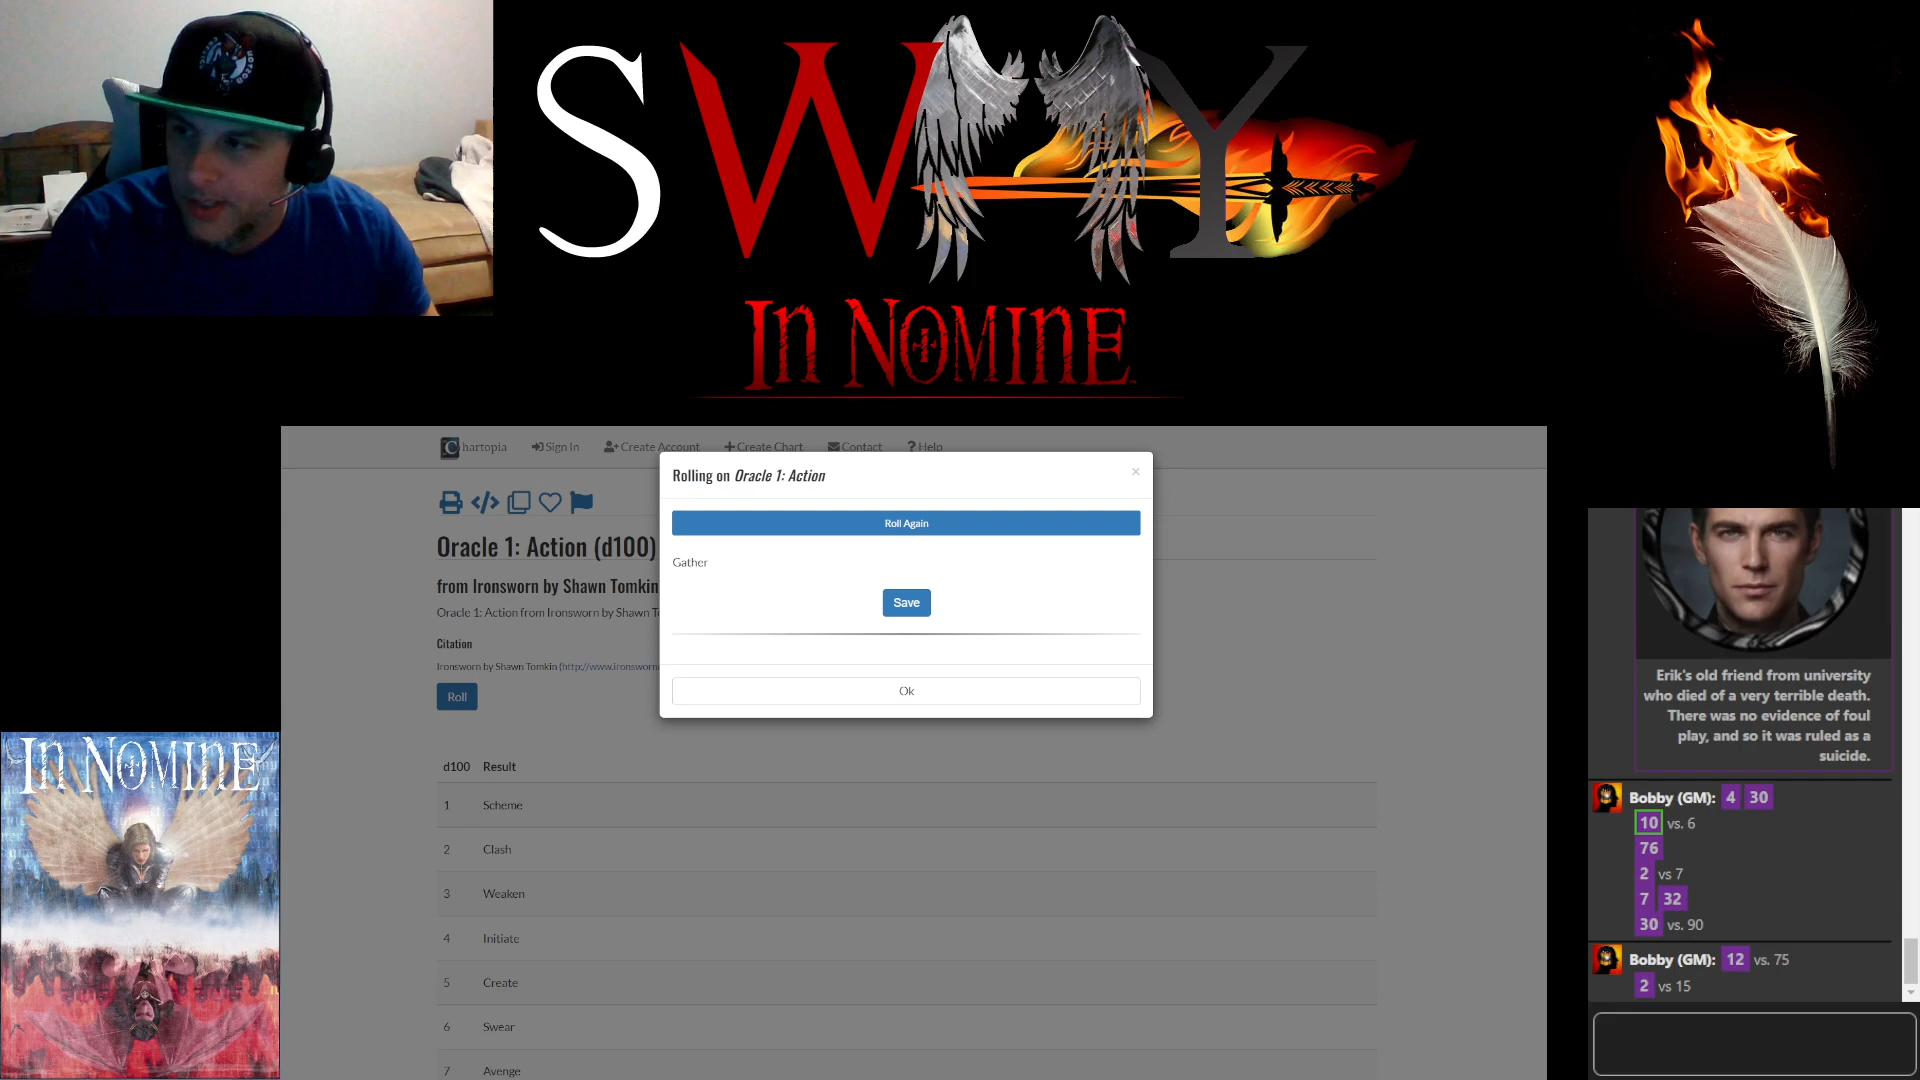 SWAY
IN NOMINE
Chartopia Sign In Create Account Create Chart Contact Help
Rolling on Oracle 1: Action ×
Roll Again
Gather
Save
Ok
Oracle 1: Action (d100)
from Ironsworn by Shawn Tomkin
Oracle 1: Action from Ironsworn by Shawn T
Citation
Ironsworn by Shawn Tomkin (http://www.ironsworn
Roll
d100 Result
1 Scheme
2 Clash
3 Weaken
4 Initiate
5 Create
6 Swear
7 Avenge
IN NOMINE
Erik's old friend from university
who died of a very terrible death.
There was no evidence of foul
play, and so it was ruled as a
suicide.
Bobby (GM): 4 30
10 vs. 6
76
2 vs 7
7 32
30 vs. 90
Bobby (GM): 12 vs. 75
2 vs 15